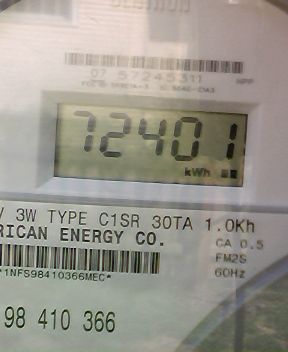 07 57245311
72401
kWh
V 3W TYPE C1SR 30TA 1.0Kh
RICAN ENERGY CO.
CA 0.5
FM2S
60Hz
*1NFS98410366MEC*
98 410 366